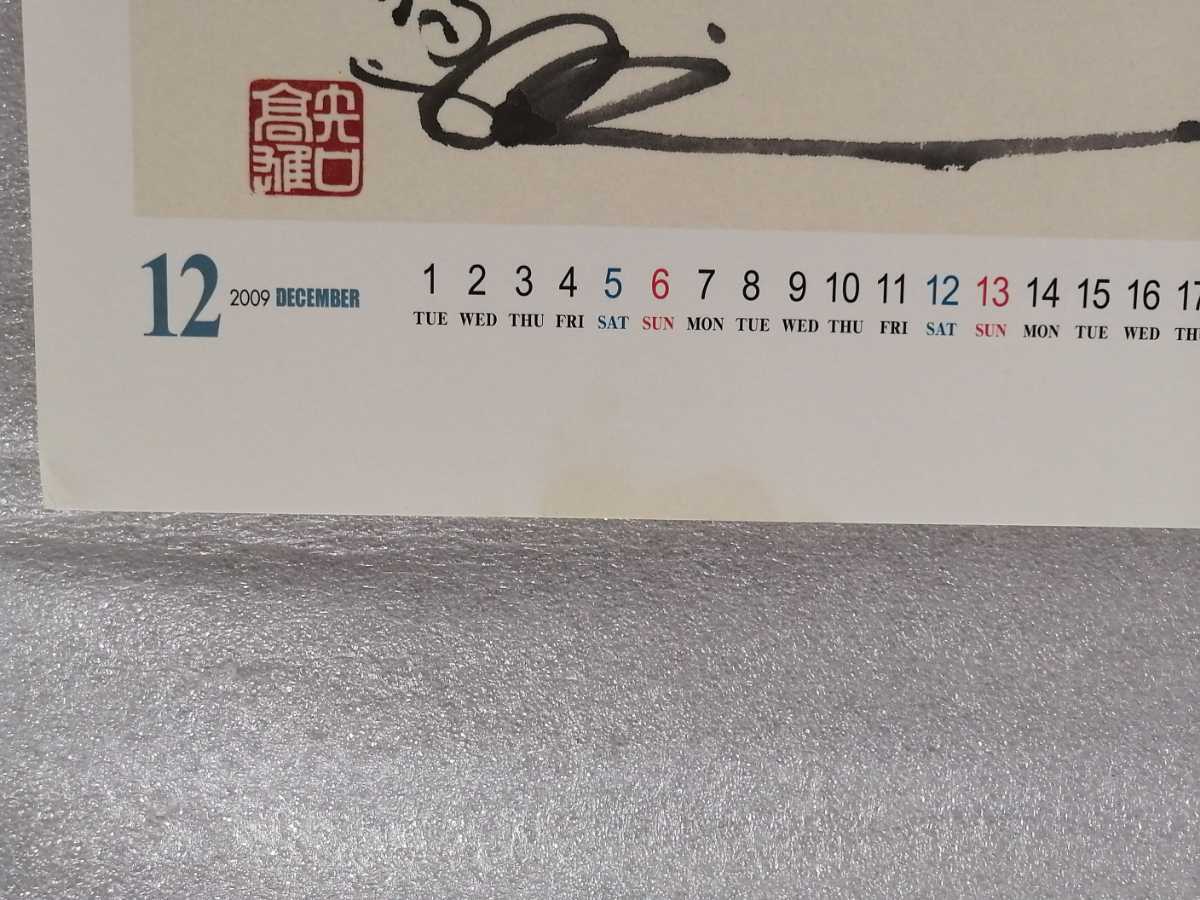 12 2009 DECEMBER
1 2 3 4 5 6 7 8 9 10 11 12 13 14 15 16 17
TUE WED THU FRI SAT SUN MON TUE WED THU FRI SAT SUN MON TUE WED